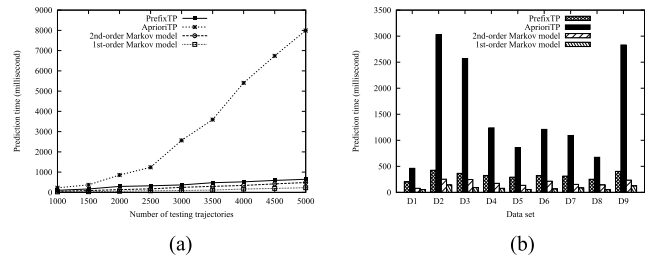 PrefixTP
AprioriTP
2nd-order Markov model
1st-order Markov model
9000
8000
7000
6000
5000
4000
3000
2000
1000
0
Prediction time (millisecond)
1000 1500 2000 2500 3000 3500 4000 4500 5000
Number of testing trajectories
(a)
PrefixTP
AprioriTP
2nd-order Markov model
1st-order Markov model
3500
3000
2500
2000
1500
1000
500
0
Prediction time (millisecond)
D1 D2 D3 D4 D5 D6 D7 D8 D9
Data set
(b)